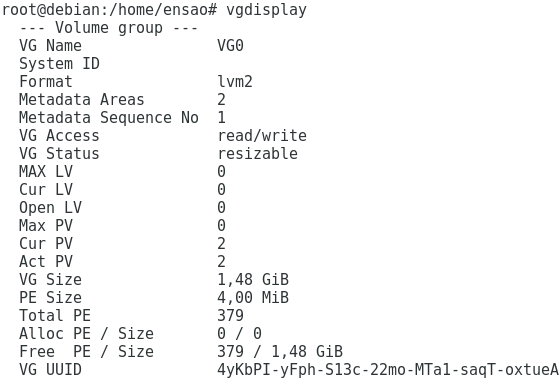 root@debian:/home/ensao# vgdisplay
--- Volume group ---
VG Name VG0
System ID
Format lvm2
Metadata Areas 2
Metadata Sequence No 1
VG Access read/write
VG Status resizable
MAX LV 0
Cur LV 0
Open LV 0
Max PV 0
Cur PV 2
Act PV 2
VG Size 1,48 GiB
PE Size 4,00 MiB
Total PE 379
Alloc PE / Size 0 / 0
Free PE / Size 379 / 1,48 GiB
VG UUID 4yKbPI-yFph-S13c-22mo-MTa1-saqT-oxtueA